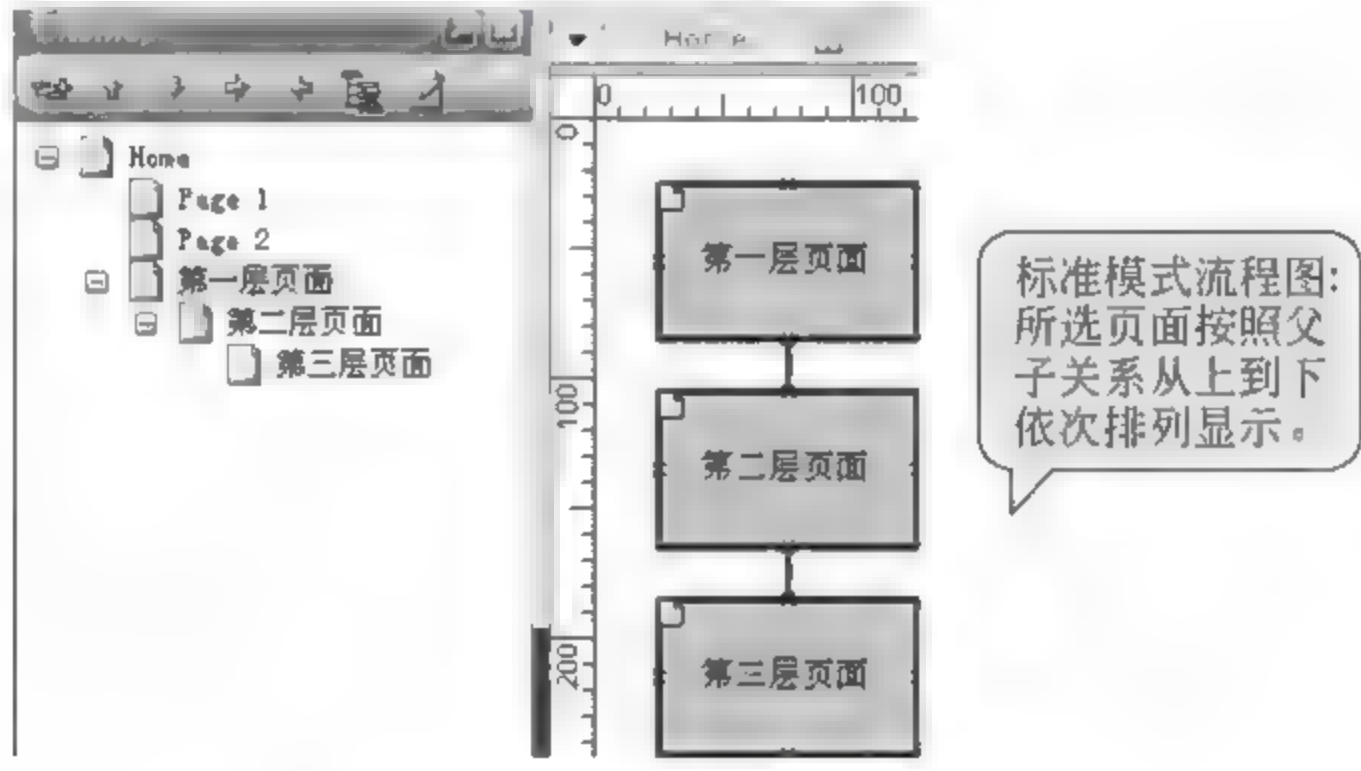 Home
0
100
0
Home
Page 1
Page 2
第一层页面
第二层页面
第三层页面
第一层页面
100
第二层页面
200
第三层页面
标准模式流程图:
所选页面按照父
子关系从上到下
依次排列显示。